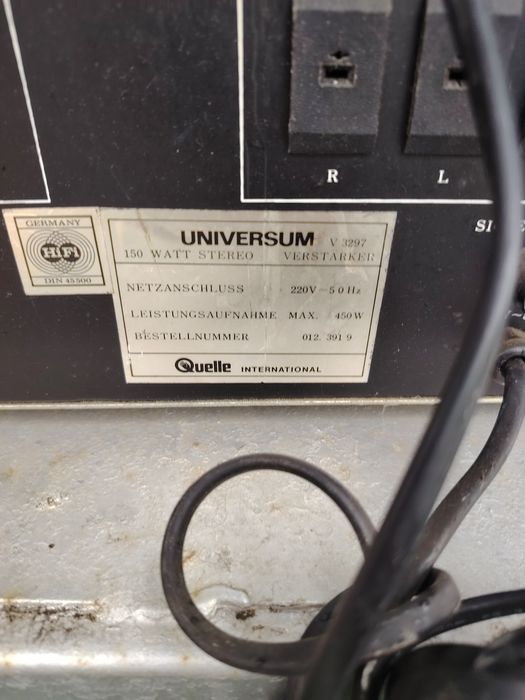 R L
GERMANY
HiFi
DIN 45500
UNIVERSUM V 3297
150 WATT STEREO VERSTÄRKER
NETZANSCHLUSS 220V - 50Hz
LEISTUNGSAUFNAHME MAX. 450W
BESTELLNUMMER 012. 391 9
Quelle INTERNATIONAL